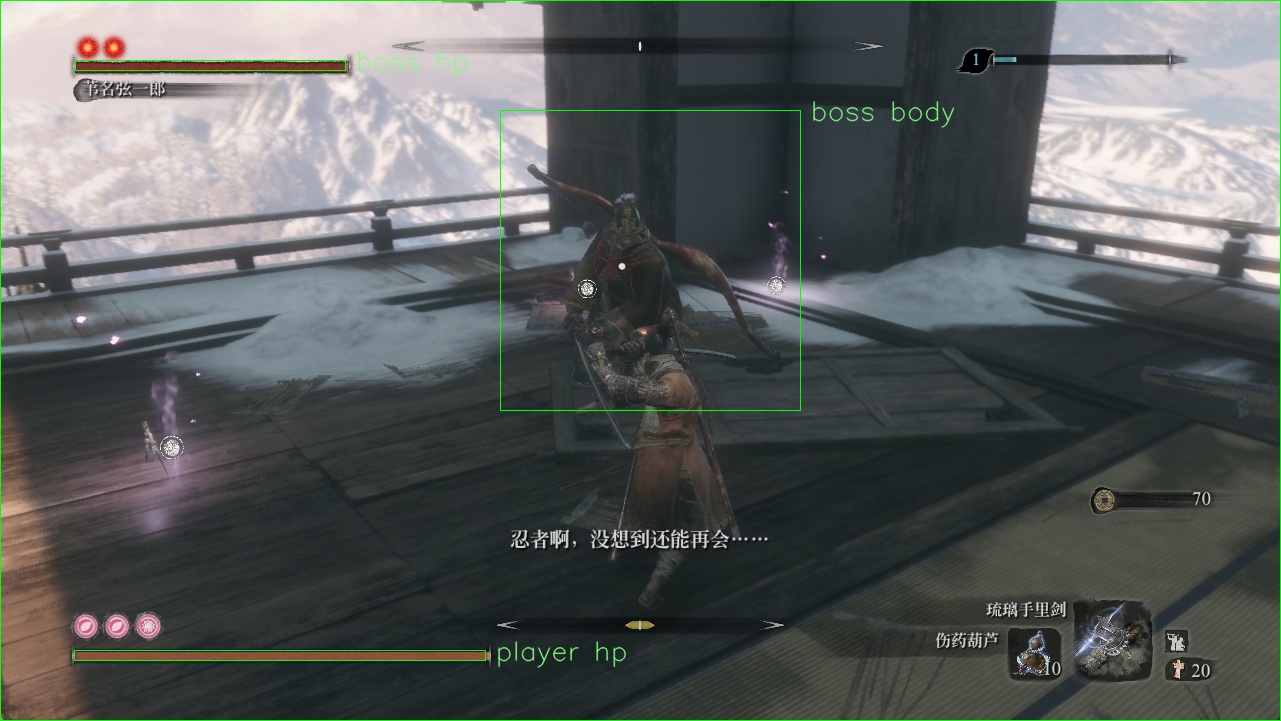 boss hp
1
苇名弦一郎
boss body
70
忍者啊，没想到还能再会……
琉璃手里剑
伤药葫芦
10
20
player hp